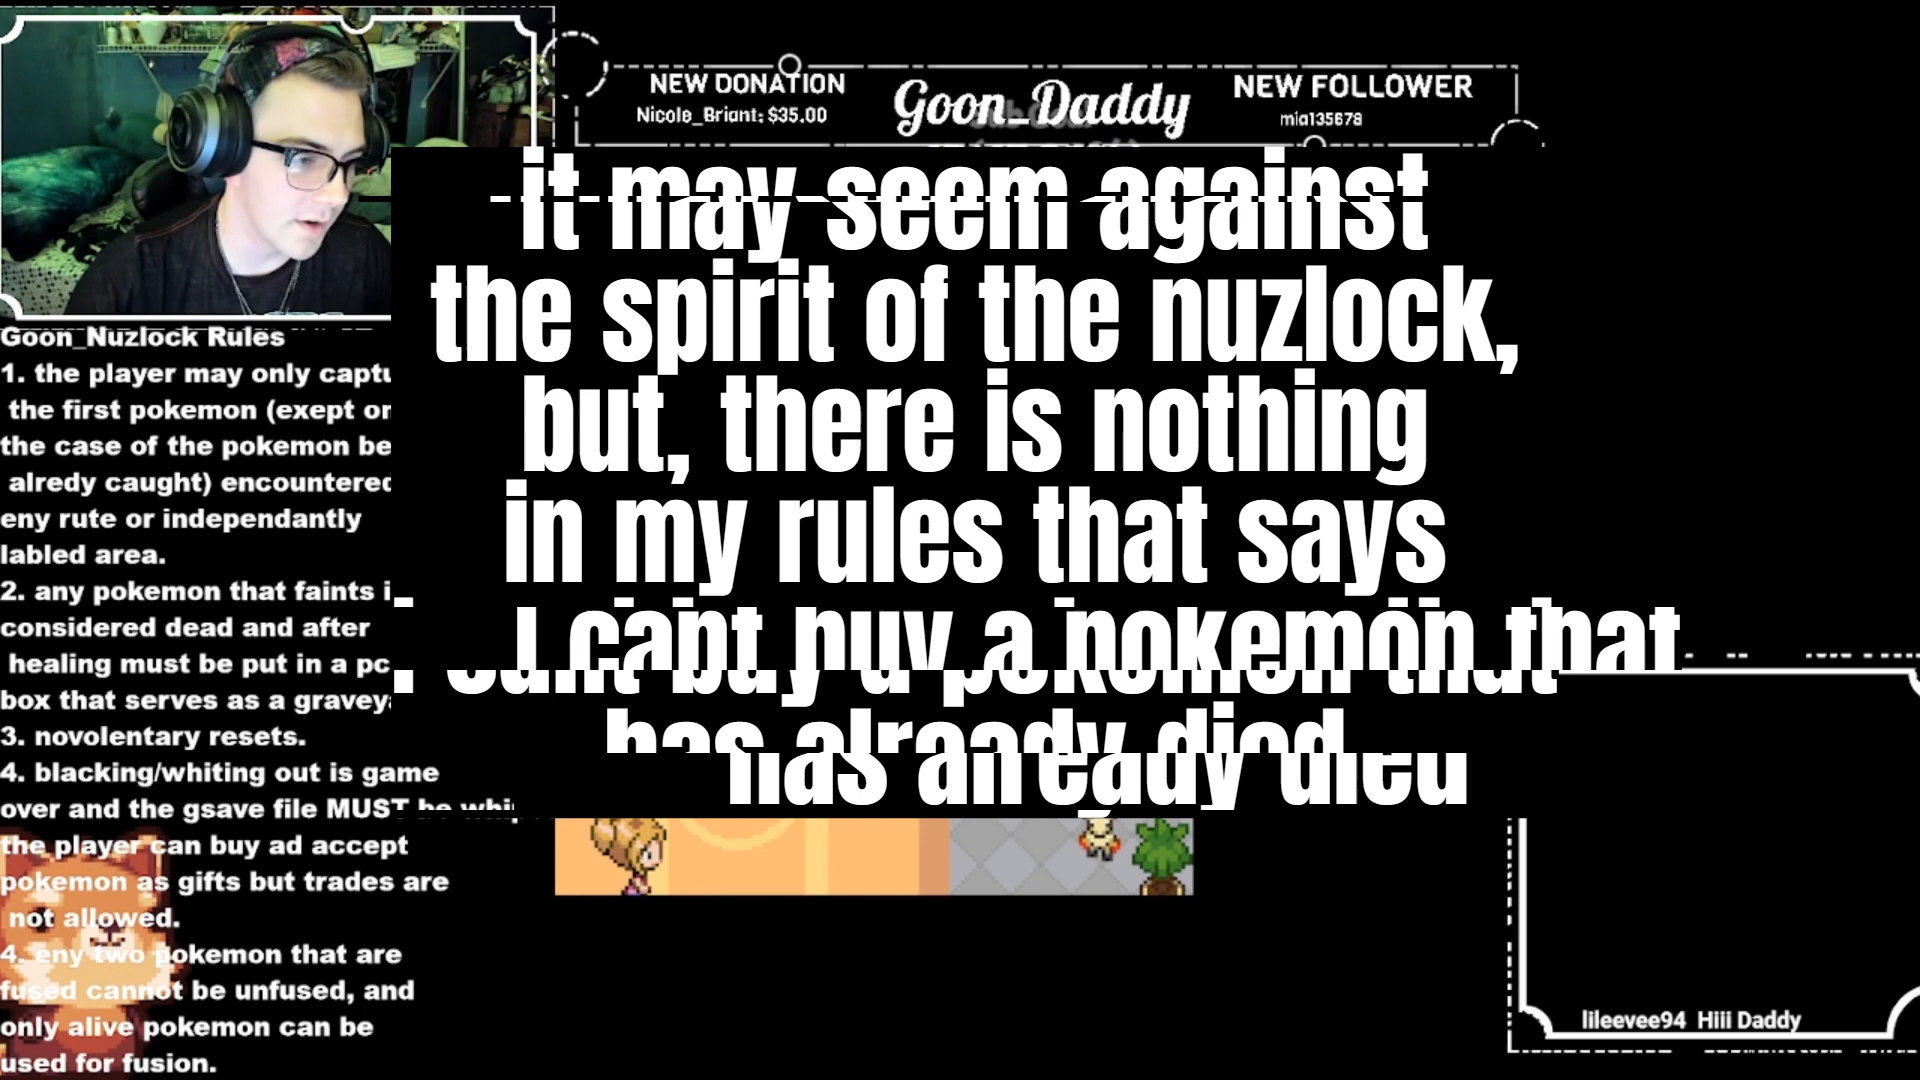 NEW DONATION
Nicole_Briant: $35.00
Goon_Daddy
NEW FOLLOWER
mia135678
it may seem against
the spirit of the nuzlock,
but, there is nothing
in my rules that says
I cant buy a pokemon that
has already died
Goon_Nuzlock Rules
1. the player may only
the first pokemon (exept
the case of the pokemon
alredy caught)
eny rute or independantly
labled area.
2. any pokemon that faints
considered dead and after
healing must be put in a pc
box that serves as a
3. novolentary resets.
4. blacking/whiting out is game
over and the gsave file MUST be
the player can buy ad accept
pokemon as gifts but trades are
not allowed.
4. eny two pokemon that are
fused cannot be unfused, and
only alive pokemon can be
used for fusion.
lileevee94 Hiii Daddy